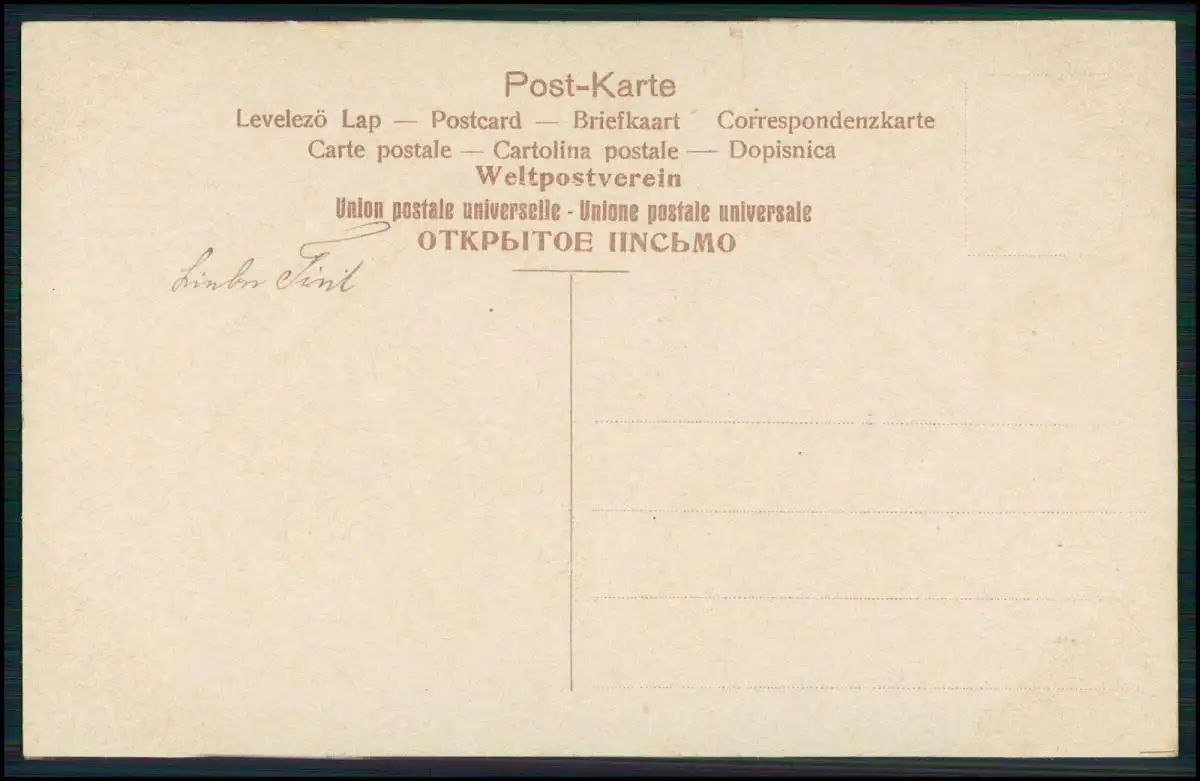 Post-Karte
Levelezö Lap — Postcard — Briefkaart Correspondenzkarte
Carte postale — Cartolina postale — Dopisnica
Weltpostverein
Union postale universelle - Unione postale universale
ОТКРЫТОЕ ПNСЬМО
Lieber